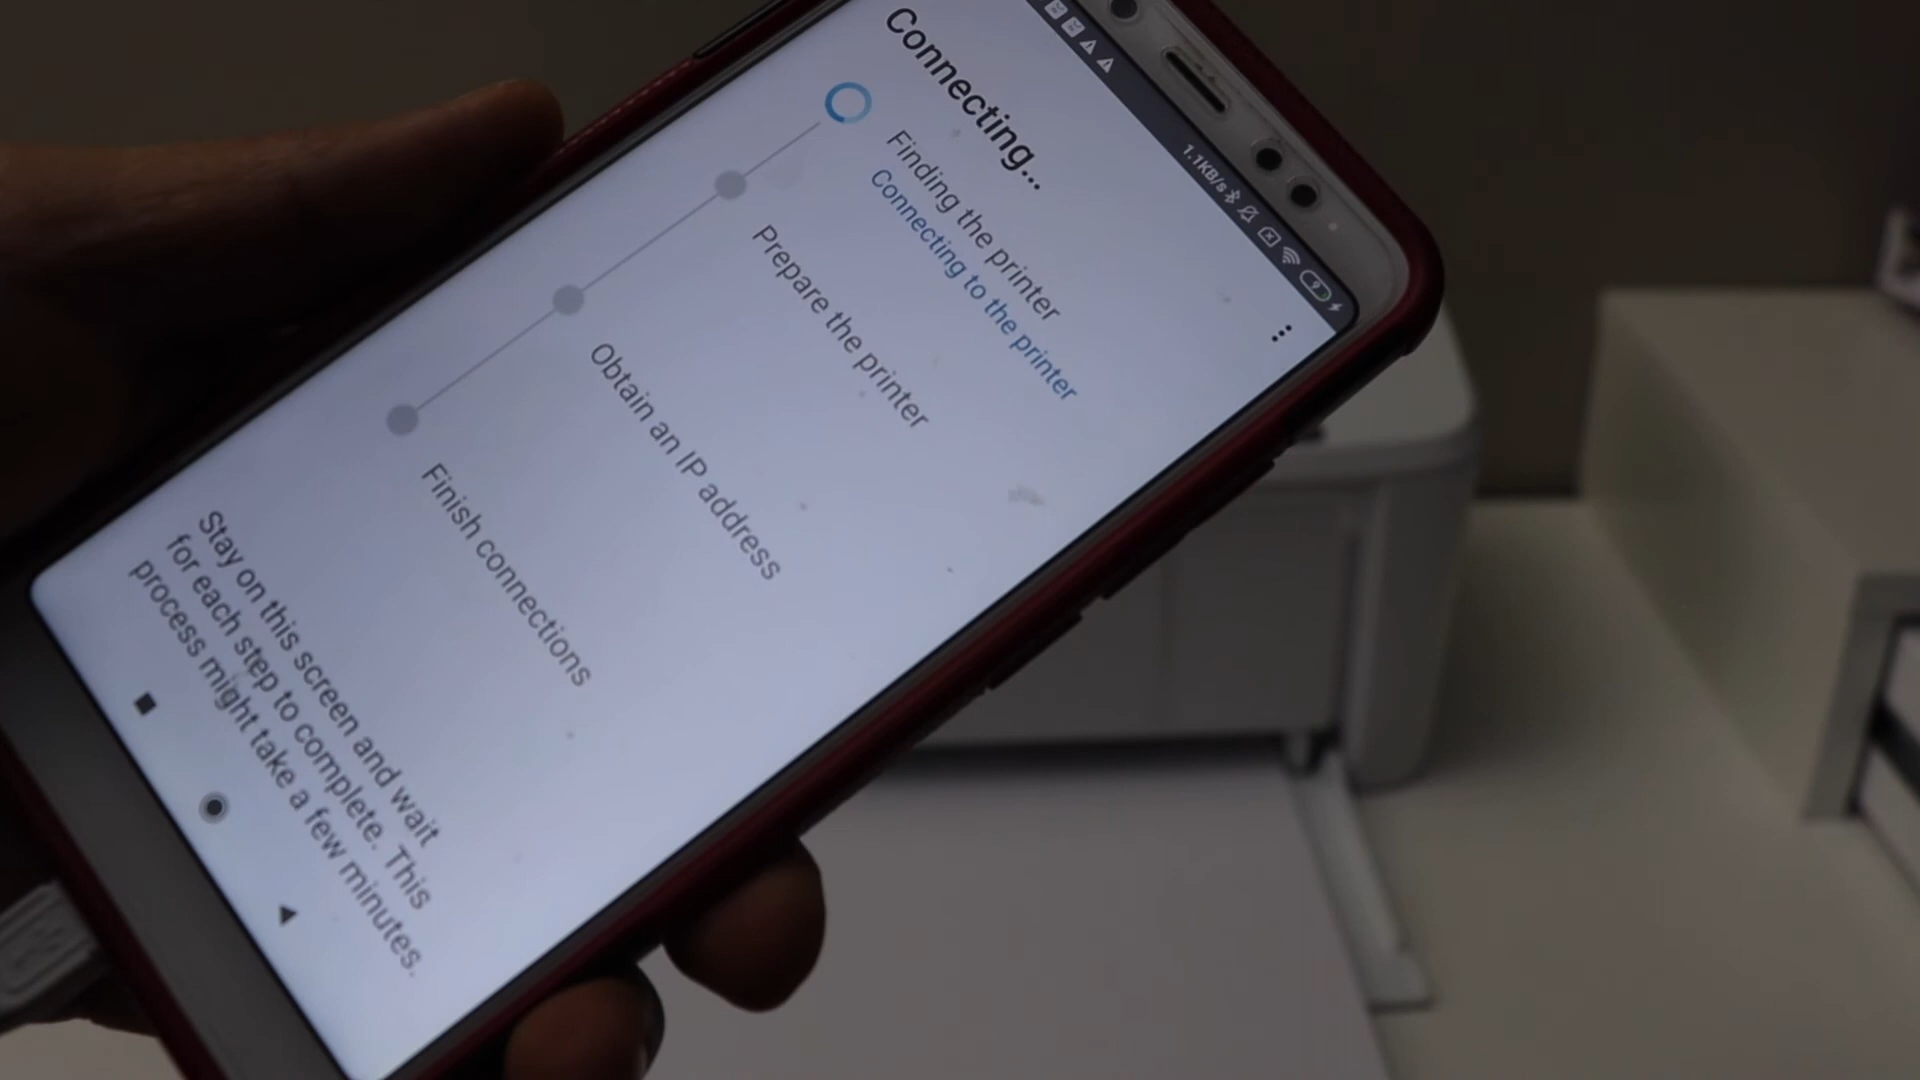 1.1KB/s
9
Connecting...
Finding the printer
Connecting to the printer
Prepare the printer
Obtain an IP address
Finish connections
Stay on this screen and wait
for each step to complete. This
process might take a few minutes.